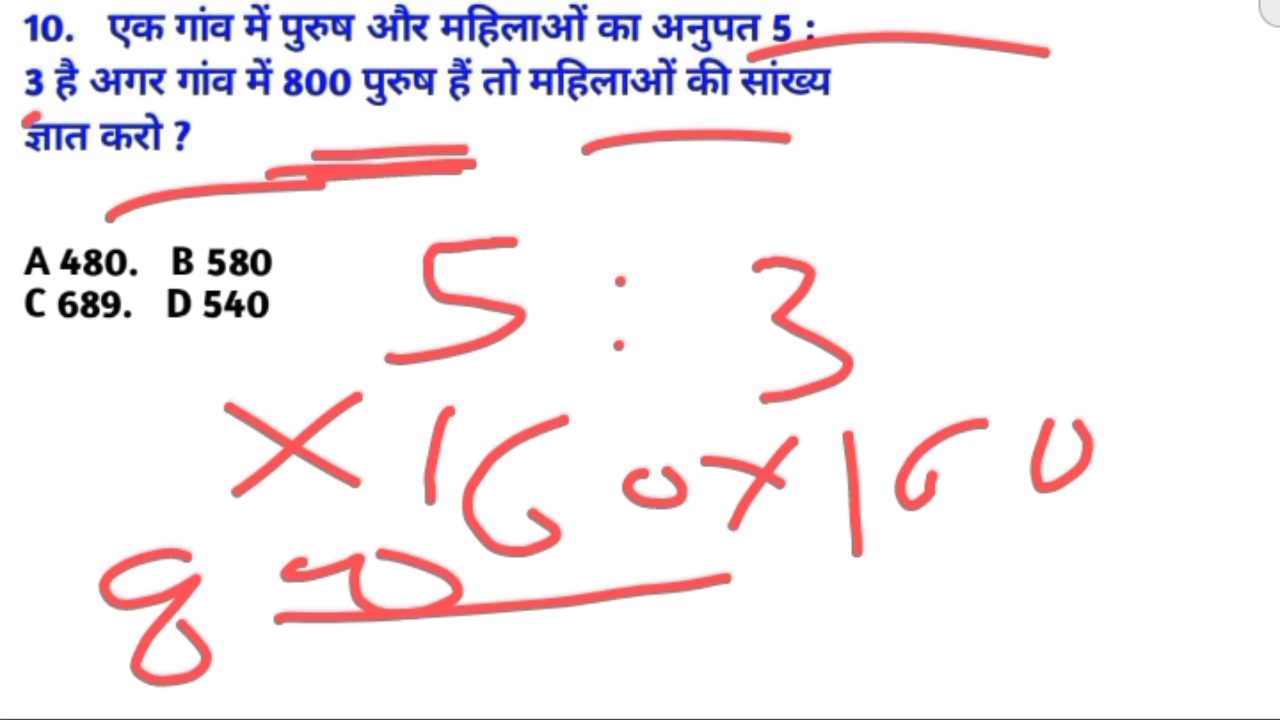 10. एक गांव में पुरुष और महिलाओं का अनुपत 5 :
3 है अगर गांव में 800 पुरुष हैं तो महिलाओं की सांख्य
ज्ञात करो ?
A 480. B 580
C 689. D 540
5 : 3
×160 ×160
800